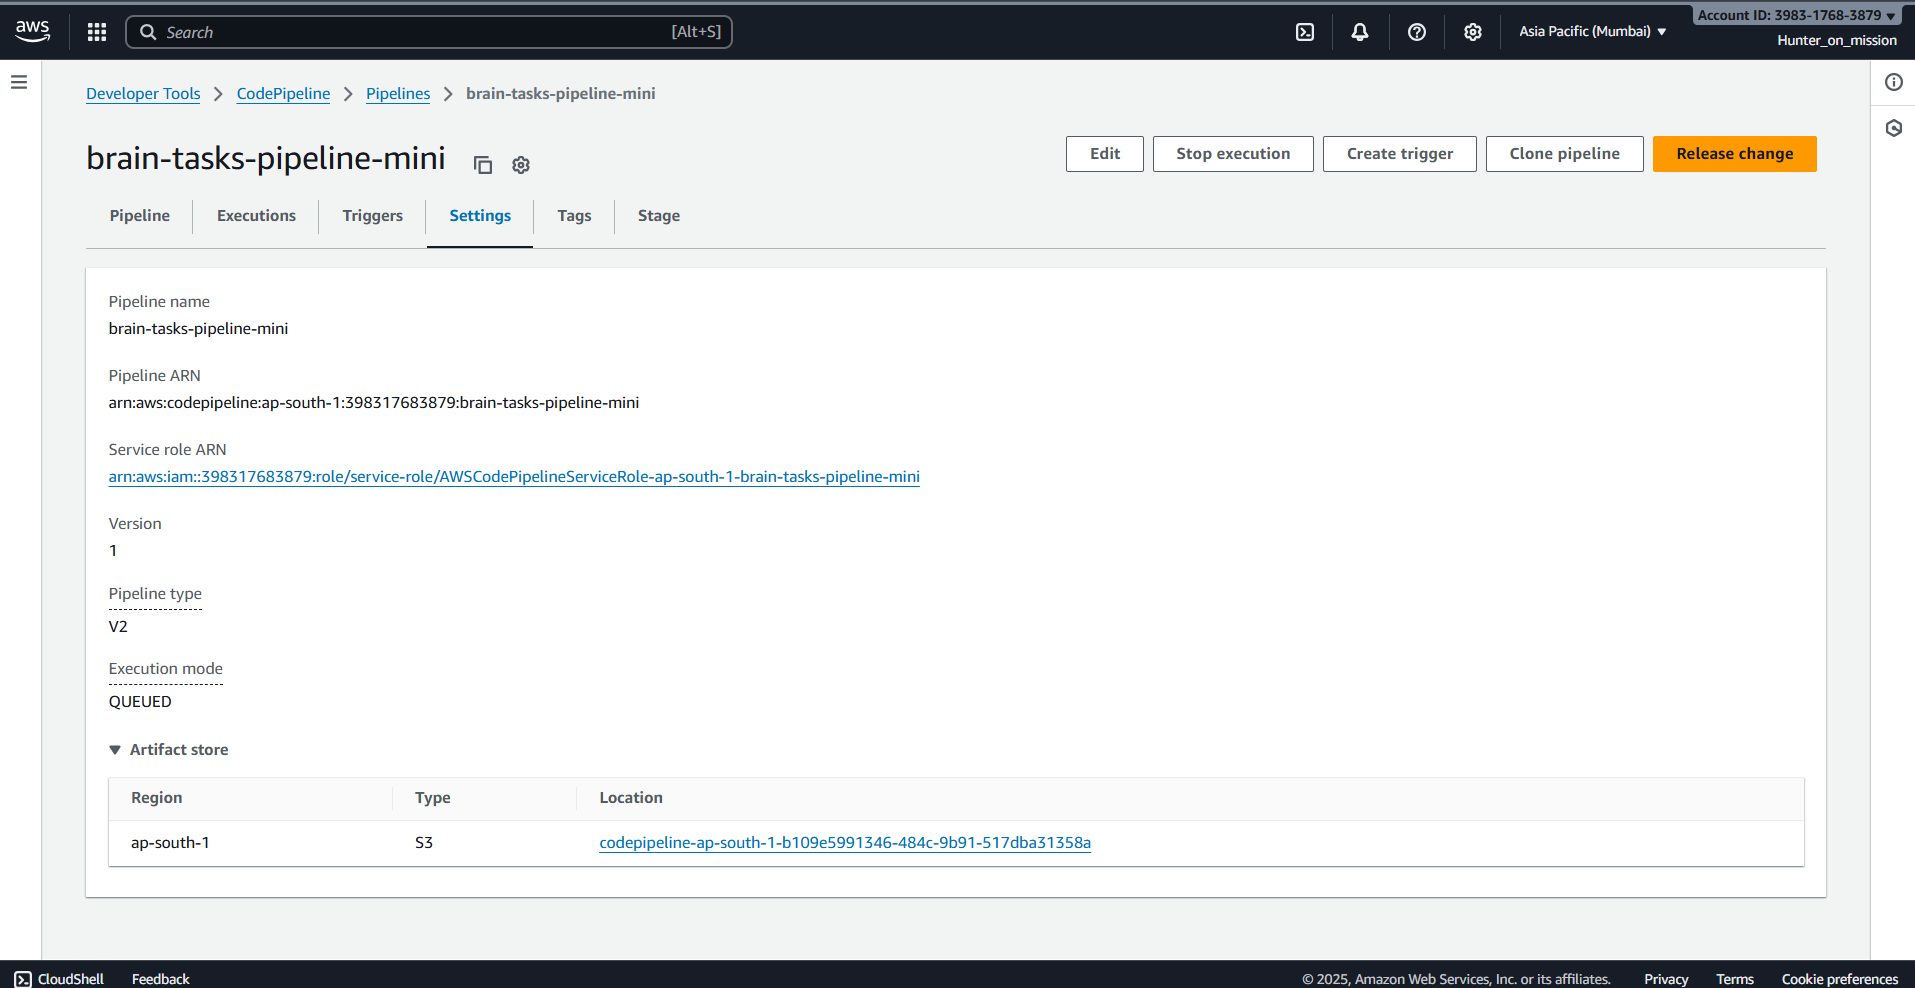 aws
Search [Alt+S]
Asia Pacific (Mumbai)
Account ID: 3983-1768-3879
Hunter_on_mission
Developer Tools
CodePipeline
Pipelines
brain-tasks-pipeline-mini
brain-tasks-pipeline-mini
Edit
Stop execution
Create trigger
Clone pipeline
Release change
Pipeline
Executions
Triggers
Settings
Tags
Stage
Pipeline name
brain-tasks-pipeline-mini
Pipeline ARN
arn:aws:codepipeline:ap-south-1:398317683879:brain-tasks-pipeline-mini
Service role ARN
arn:aws:iam::398317683879:role/service-role/AWSCodePipelineServiceRole-ap-south-1-brain-tasks-pipeline-mini
Version
1
Pipeline type
V2
Execution mode
QUEUED
Artifact store
Region Type Location
ap-south-1 S3 codepipeline-ap-south-1-b109e5991346-484c-9b91-517dba31358a
CloudShell Feedback © 2025, Amazon Web Services, Inc. or its affiliates. Privacy Terms Cookie preferences